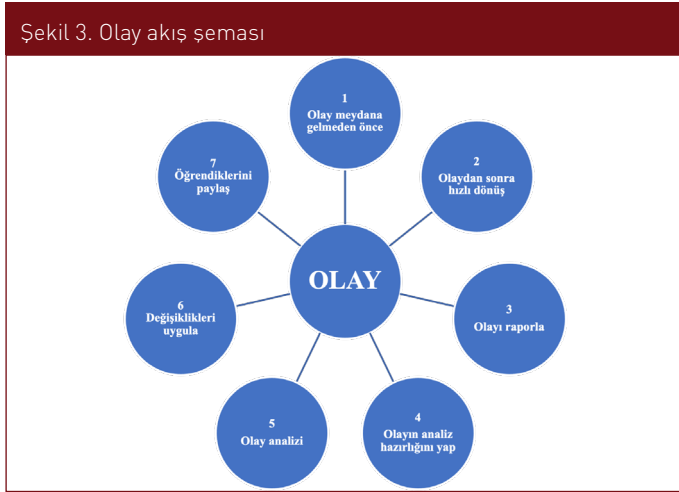 Şekil 3. Olay akış şeması
1
Olay meydana
gelmeden önce
2
Olaydan sonra
hızlı dönüş
3
Olayı raporla
4
Olayın analiz
hazırlığını yap
5
Olay analizi
6
Değişiklikleri
uygula
7
Öğrendiklerini
paylaş
OLAY